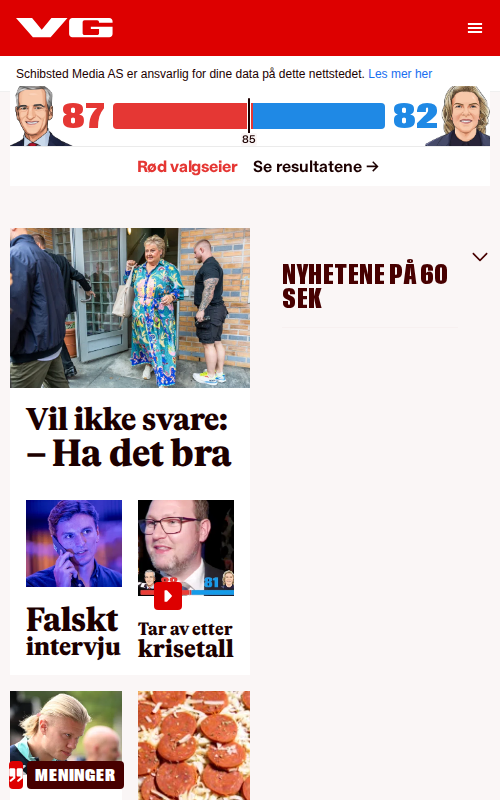 VG
Schibsted Media AS er ansvarlig for dine data på dette nettstedet. Les mer her
87
82
85
Rød valgseier Se resultatene →
NYHETENE PÅ 60
SEK
Vil ikke svare:
– Ha det bra
81
Falskt
intervju
Tar av etter
krisetall
MENINGER